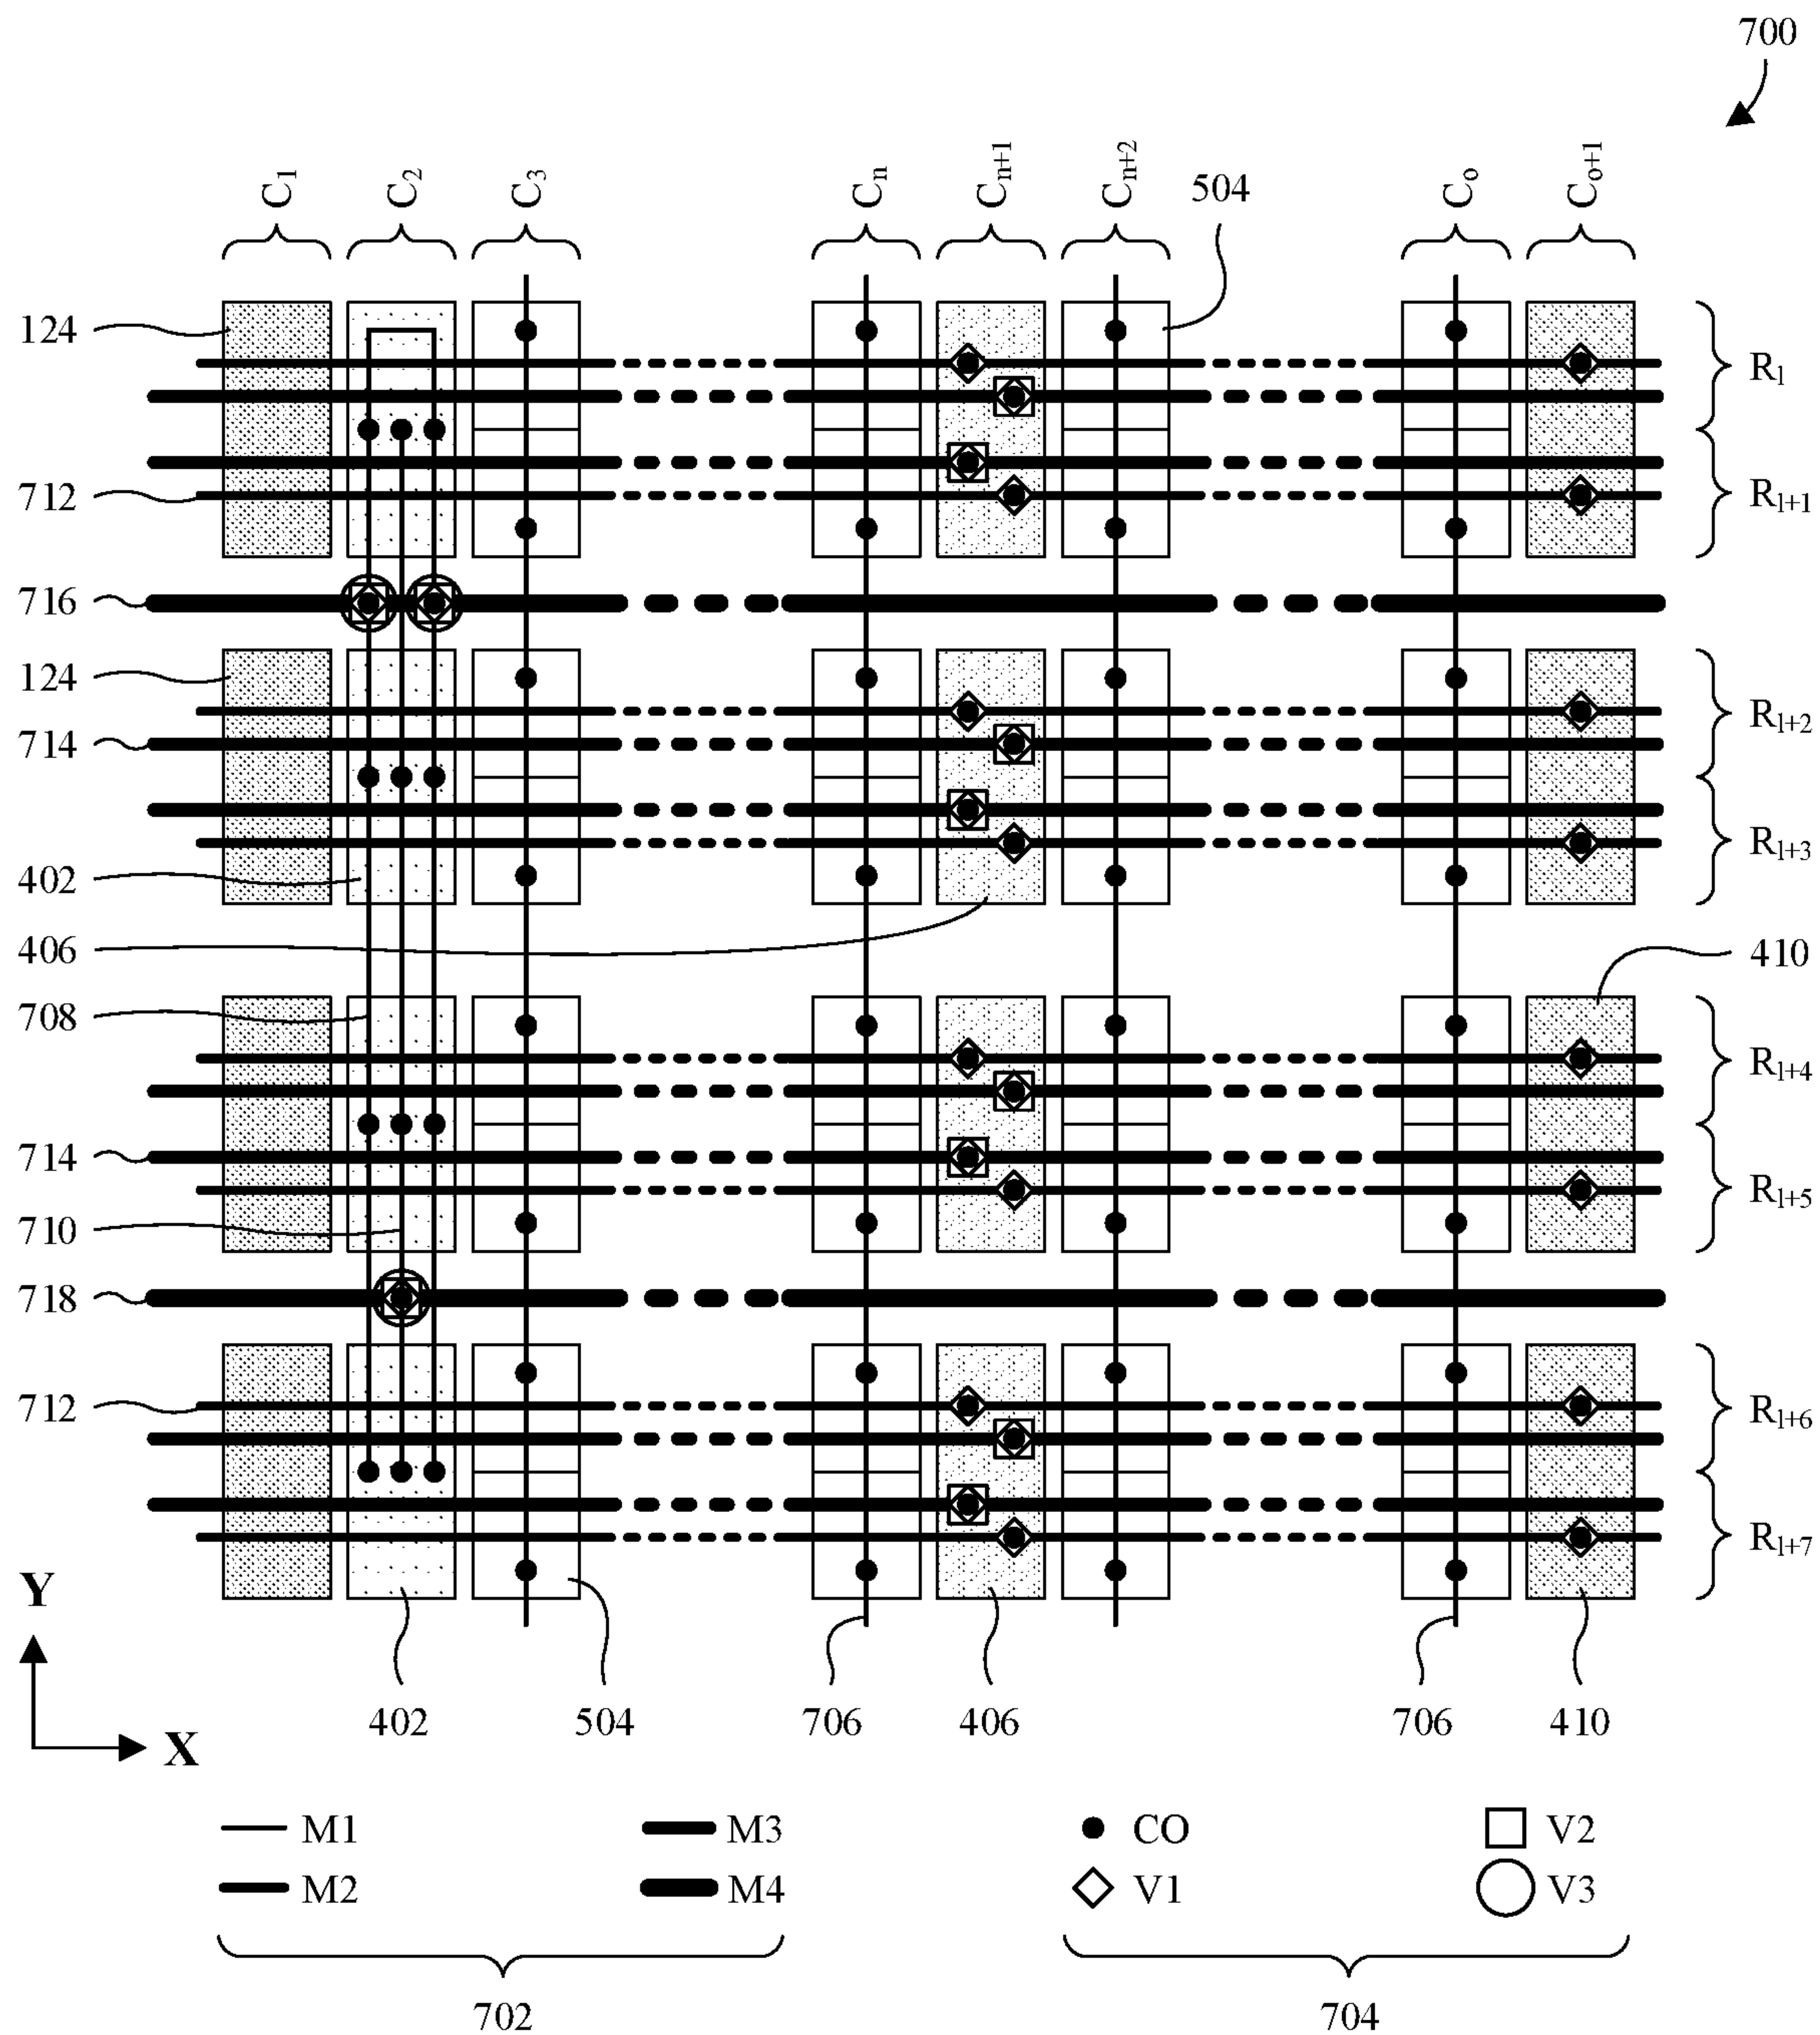 700
C₁ C₂ C₃ Cₙ Cₙ₊₁ Cₙ₊₂ 504 Cₒ Cₒ₊₁
124 Rₗ
712 Rₗ₊₁
716
124 Rₗ₊₂
714
Rₗ₊₃
402
406 410
708 Rₗ₊₄
714 Rₗ₊₅
710
718
712 Rₗ₊₆
Rₗ₊₇
Y
402 504 706 406 706 410
X
M1 M3 CO V2
M2 M4 V1 V3
702 704